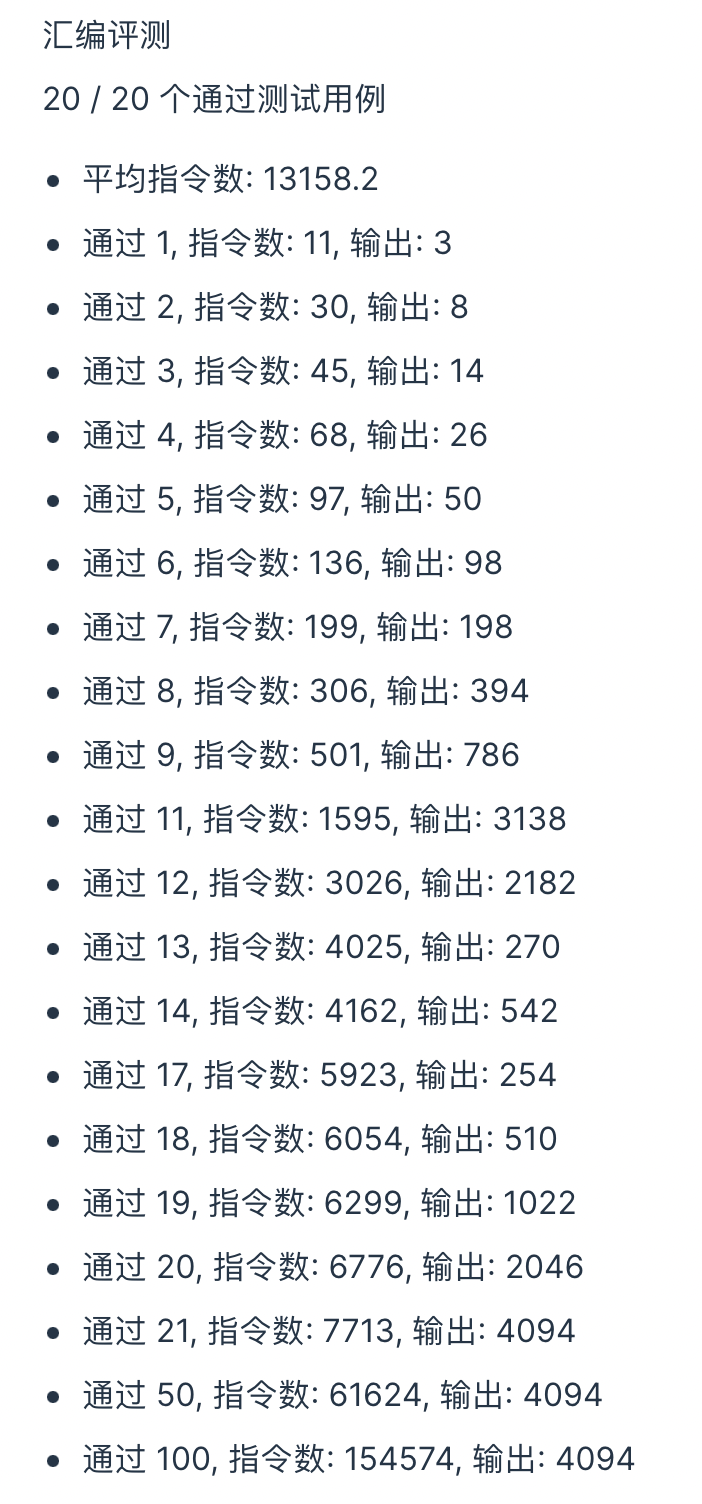 汇编评测
20 / 20 个通过测试用例
• 平均指令数: 13158.2
• 通过 1, 指令数: 11, 输出: 3
• 通过 2, 指令数: 30, 输出: 8
• 通过 3, 指令数: 45, 输出: 14
• 通过 4, 指令数: 68, 输出: 26
• 通过 5, 指令数: 97, 输出: 50
• 通过 6, 指令数: 136, 输出: 98
• 通过 7, 指令数: 199, 输出: 198
• 通过 8, 指令数: 306, 输出: 394
• 通过 9, 指令数: 501, 输出: 786
• 通过 11, 指令数: 1595, 输出: 3138
• 通过 12, 指令数: 3026, 输出: 2182
• 通过 13, 指令数: 4025, 输出: 270
• 通过 14, 指令数: 4162, 输出: 542
• 通过 17, 指令数: 5923, 输出: 254
• 通过 18, 指令数: 6054, 输出: 510
• 通过 19, 指令数: 6299, 输出: 1022
• 通过 20, 指令数: 6776, 输出: 2046
• 通过 21, 指令数: 7713, 输出: 4094
• 通过 50, 指令数: 61624, 输出: 4094
• 通过 100, 指令数: 154574, 输出: 4094